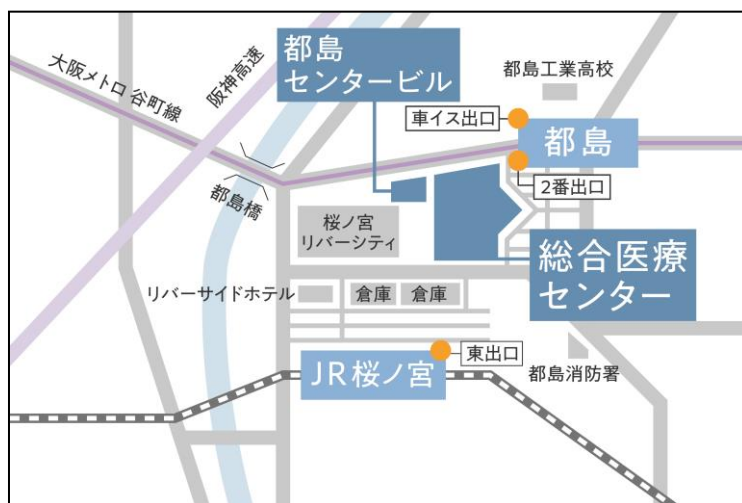 都島
センタービル
大阪メトロ 谷町線
阪神高速
都島工業高校
車イス出口
都島
2番出口
都島橋
桜ノ宮
リバーシティ
総合医療
センター
リバーサイドホテル
倉庫
倉庫
東出口
JR桜ノ宮
都島消防署